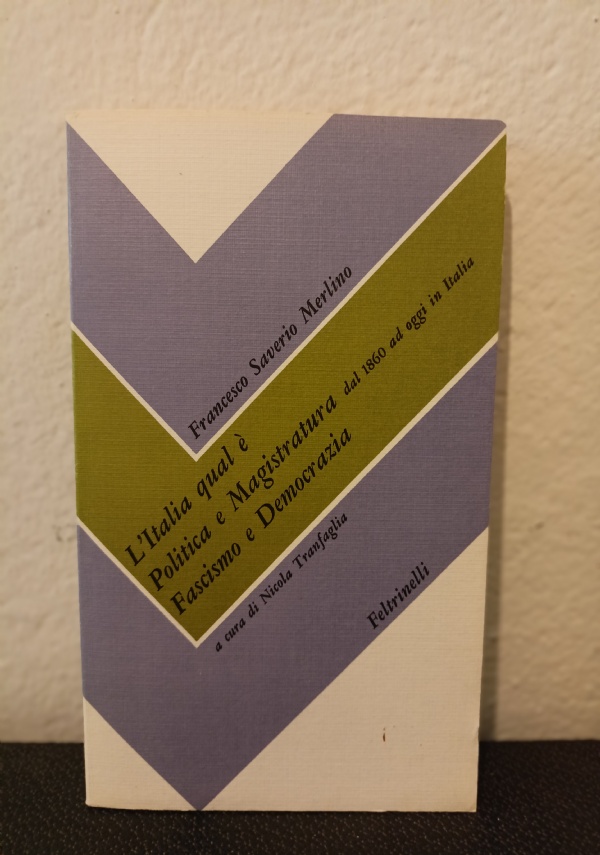 Francesco Saverio Merlino
L'Italia qual è
Politica e Magistratura dal 1860 ad oggi in Italia
Fascismo e Democrazia
a cura di Nicola Tranfaglia
Feltrinelli